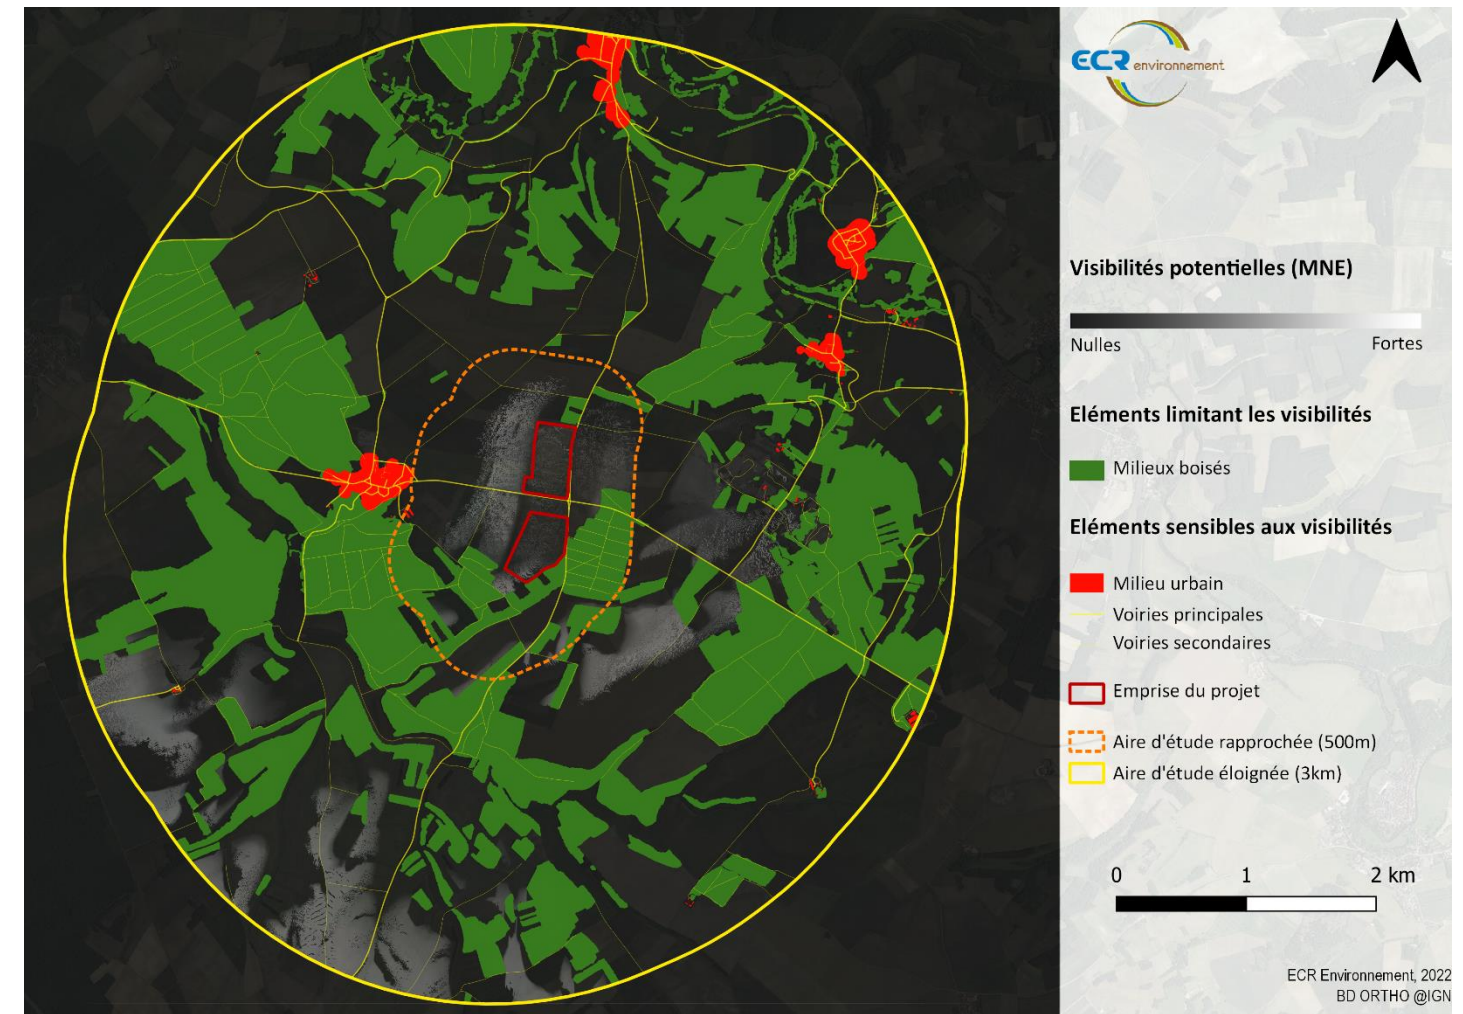 ECR environnement
Visibilités potentielles (MNE)
Nulles Fortes
Eléments limitant les visibilités
Milieux boisés
Eléments sensibles aux visibilités
Milieu urbain
Voiries principales
Voiries secondaires
Emprise du projet
Aire d'étude rapprochée (500m)
Aire d'étude éloignée (3km)
0 1 2 km
ECR Environnement, 2022
BD ORTHO @IGN